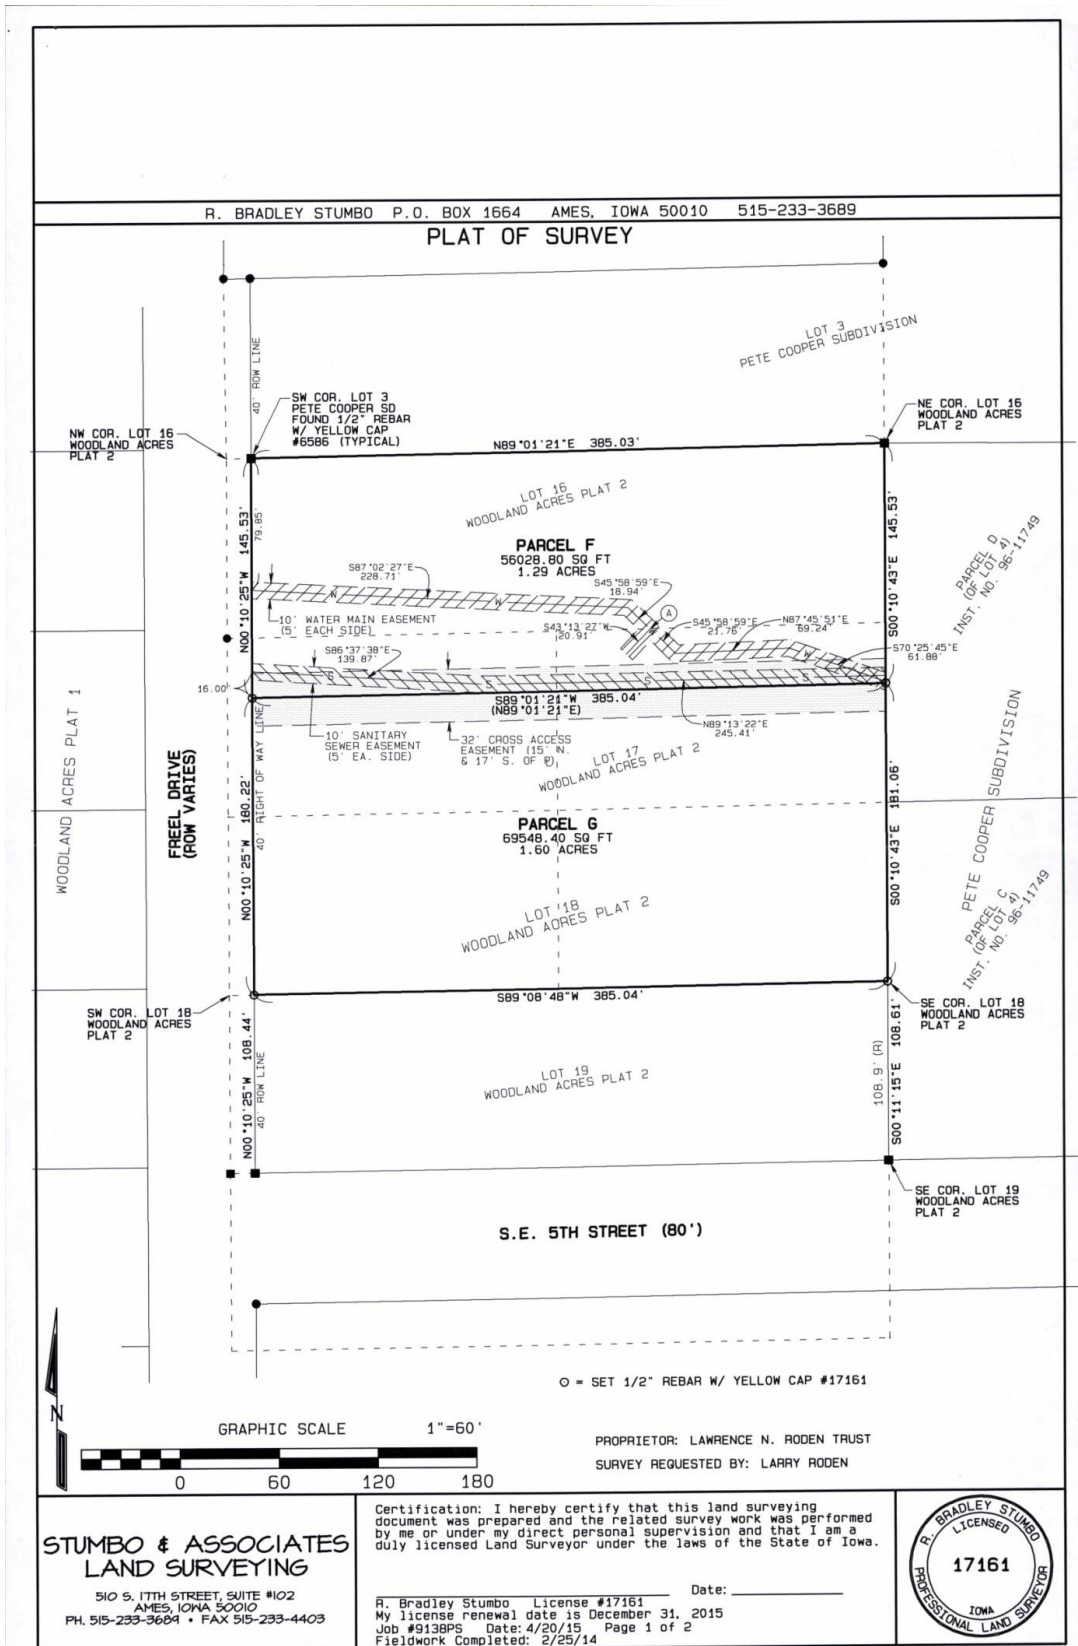 R. BRADLEY STUMBO P.O. BOX 1664 AMES, IOWA 50010 515-233-3689
PLAT OF SURVEY
LOT 3
PETE COOPER SUBDIVISION
40' ROW LINE
SW COR. LOT 3
PETE COOPER SD
FOUND 1/2" REBAR
W/ YELLOW CAP
#6586 (TYPICAL)
NW COR. LOT 16
WOODLAND ACRES
PLAT 2
NE COR. LOT 16
WOODLAND ACRES
PLAT 2
N89°01'21"E 385.03'
LOT 16
WOODLAND ACRES PLAT 2
N00°10'25"W 145.53'
79.85'
S00°10'43"E 145.53'
PARCEL F
56028.80 SQ FT
1.29 ACRES
PARCEL D
(OF LOT 4)
INST. NO. 96-11749
S87°02'27"E
228.71'
S45°58'59"E
18.94'
W
W
A
10' WATER MAIN EASEMENT
(5' EACH SIDE)
S43°13'27"W
20.91'
S45°58'59"E
21.76'
N87°45'51"E
69.24'
S86°37'38"E
139.87'
S70°25'45"E
61.88'
S
S
S
S
16.00'
S89°01'21"W 385.04'
(N89°01'21"E)
N89°13'22"E
245.41'
10' SANITARY
SEWER EASEMENT
(5' EA. SIDE)
32' CROSS ACCESS
EASEMENT (15' N.
& 17' S. OF P)
LOT 17
WOODLAND ACRES PLAT 2
WOODLAND ACRES PLAT 1
FREEL DRIVE
(ROW VARIES)
N00°10'25"W 180.22'
40' RIGHT OF WAY LINE
S00°10'43"E 181.06'
PETE COOPER SUBDIVISION
PARCEL G
69548.40 SQ FT
1.60 ACRES
LOT 18
WOODLAND ACRES PLAT 2
PARCEL C
(OF LOT 4)
INST. NO. 96-11749
S89°08'48"W 385.04'
SW COR. LOT 18
WOODLAND ACRES
PLAT 2
SE COR. LOT 18
WOODLAND ACRES
PLAT 2
N00°10'25"W 108.44'
40' ROW LINE
LOT 19
WOODLAND ACRES PLAT 2
108.9' (R)
S00°11'15"E 108.61'
SE COR. LOT 19
WOODLAND ACRES
PLAT 2
S.E. 5TH STREET (80')
= SET 1/2" REBAR W/ YELLOW CAP #17161
N
GRAPHIC SCALE 1"=60'
0 60 120 180
PROPRIETOR: LAWRENCE N. RODEN TRUST
SURVEY REQUESTED BY: LARRY RODEN
STUMBO & ASSOCIATES
LAND SURVEYING
510 S. 17TH STREET, SUITE #102
AMES, IOWA 50010
PH. 515-233-3689 • FAX 515-233-4403
Certification: I hereby certify that this land surveying
document was prepared and the related survey work was performed
by me or under my direct personal supervision and that I am a
duly licensed Land Surveyor under the laws of the State of Iowa.
Date:
R. Bradley Stumbo License #17161
My license renewal date is December 31, 2015
Job #9138PS Date: 4/20/15 Page 1 of 2
Fieldwork Completed: 2/25/14
R. BRADLEY STUMBO
LICENSED
17161
IOWA
PROFESSIONAL LAND SURVEYOR